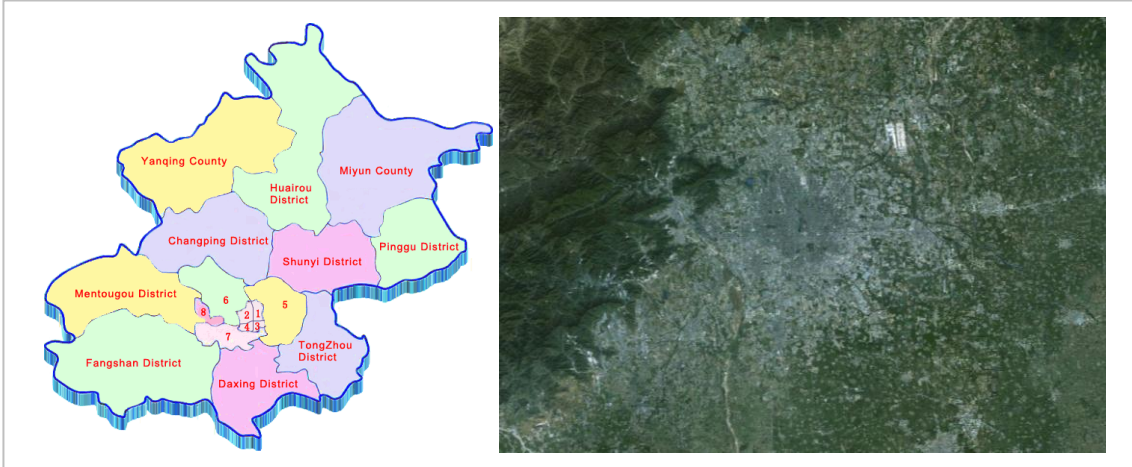 Yanqing County
Miyun County
Huairou
District
Changping District
Pinggu District
Shunyi District
Mentougou District
6
5
8
2
1
4
3
7
TongZhou
District
Fangshan District
Daxing District